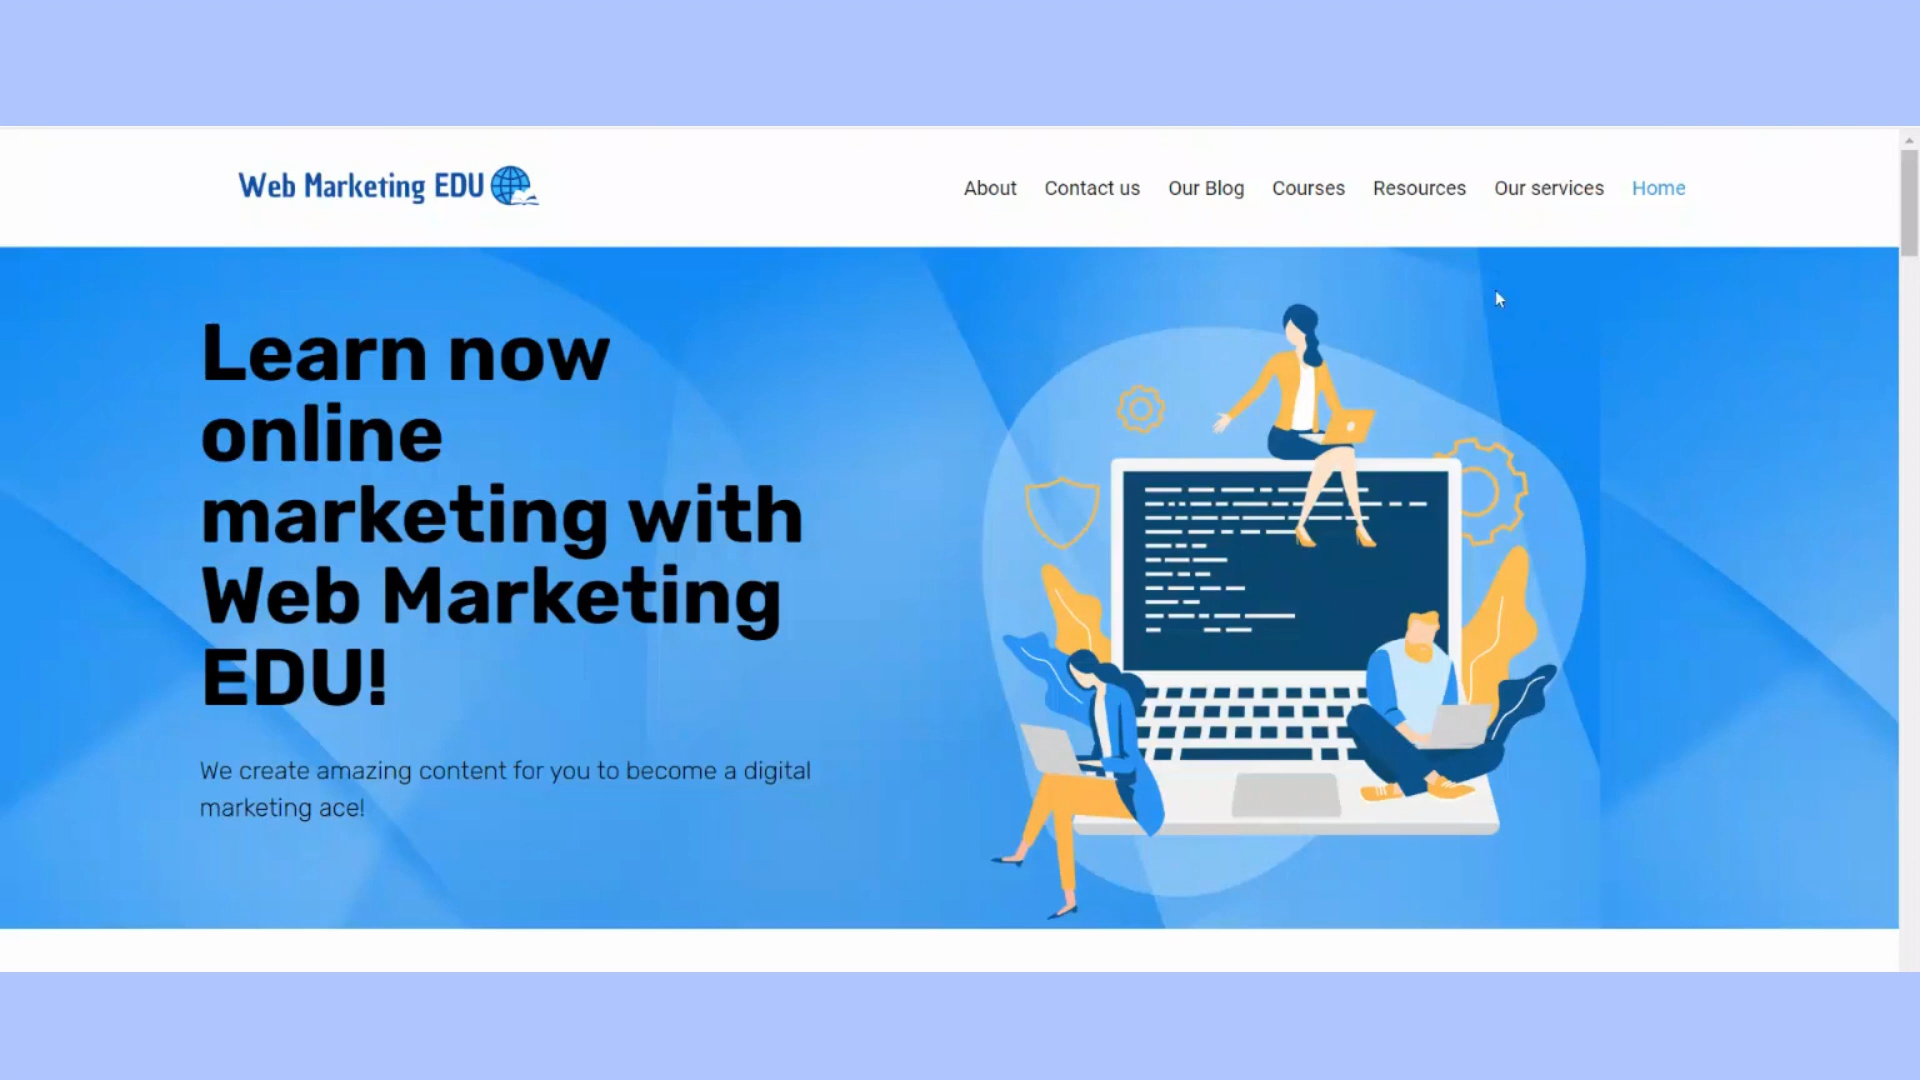 Web Marketing EDU
About Contact us Our Blog Courses Resources Our services Home
Learn now
online
marketing with
Web Marketing
EDU!
We create amazing content for you to become a digital
marketing ace!